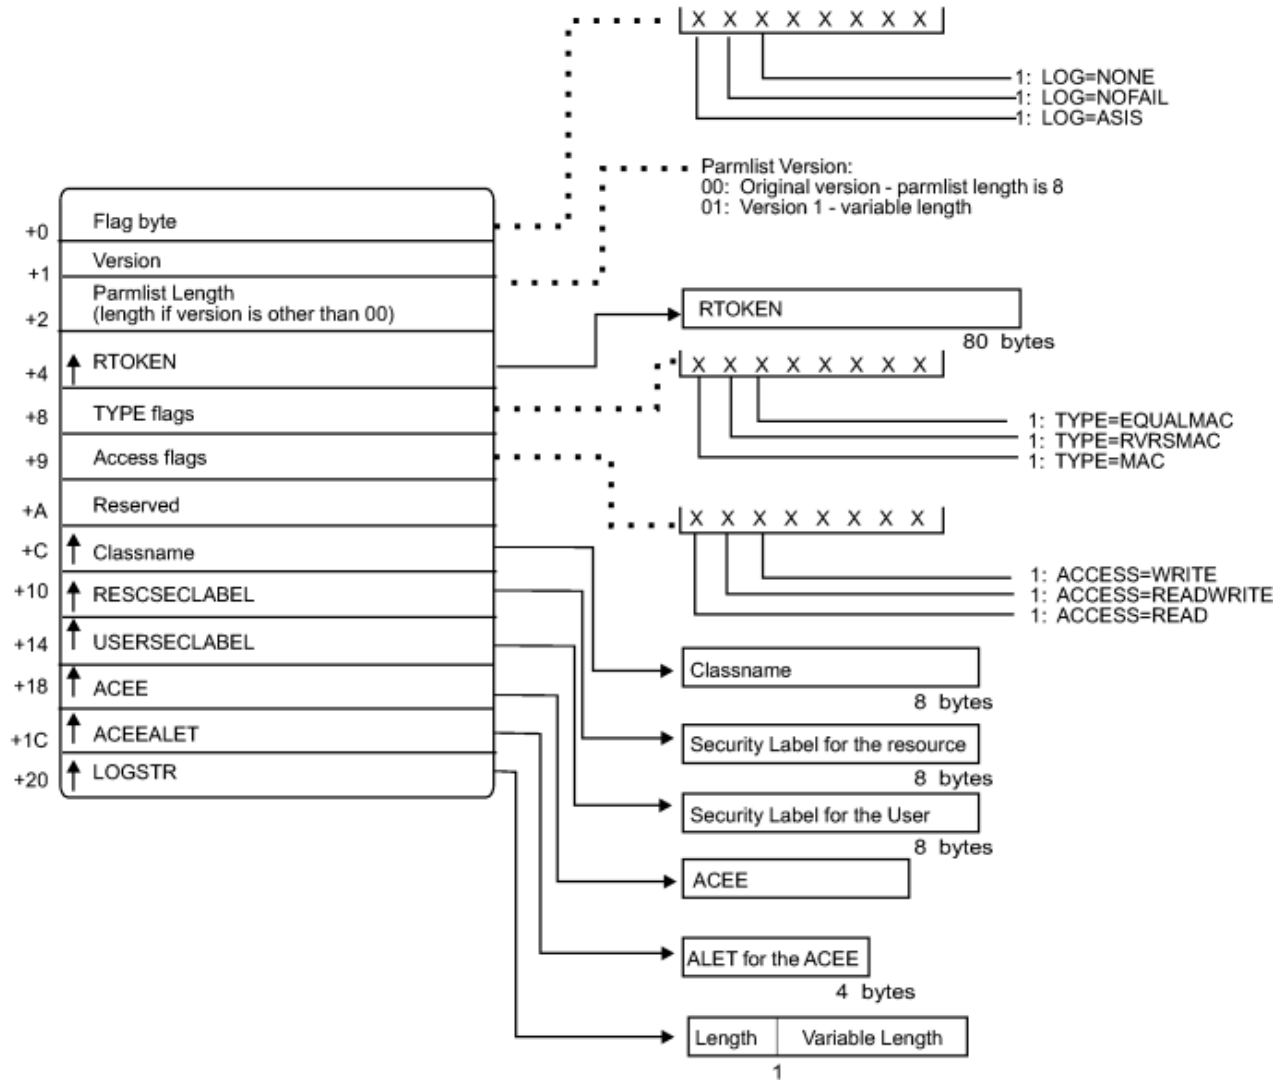 X X X X X X X X
1: LOG=NONE
1: LOG=NOFAIL
1: LOG=ASIS
Parmlist Version:
00: Original version - parmlist length is 8
01: Version 1 - variable length
+0 Flag byte
+1 Version
+2 Parmlist Length
(length if version is other than 00)
+4 RTOKEN
+8 TYPE flags
+9 Access flags
+A Reserved
+C Classname
+10 RESCSECLABEL
+14 USERSECLABEL
+18 ACEE
+1C ACEEALET
+20 LOGSTR
RTOKEN
80 bytes
X X X X X X X X
1: TYPE=EQUALMAC
1: TYPE=RVRSMAC
1: TYPE=MAC
X X X X X X X X
1: ACCESS=WRITE
1: ACCESS=READWRITE
1: ACCESS=READ
Classname
8 bytes
Security Label for the resource
8 bytes
Security Label for the User
8 bytes
ACEE
ALET for the ACEE
4 bytes
Length Variable Length
1